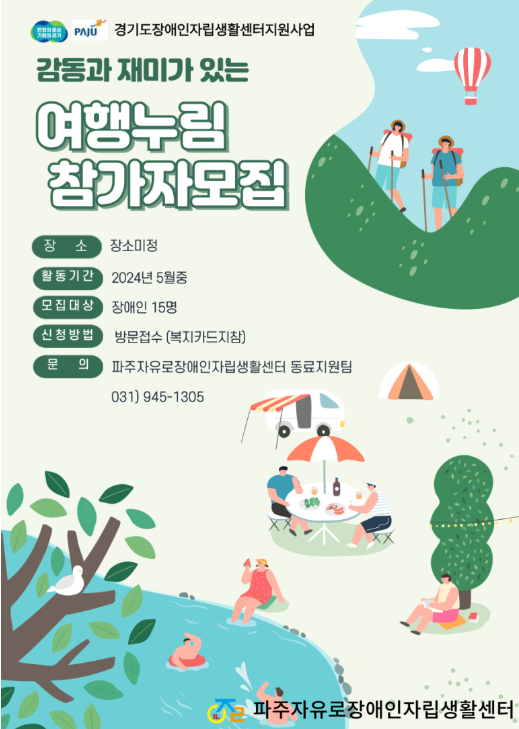 PAJU 경기도장애인자립생활센터지원사업
감동과 재미가 있는
여행누림
참가자모집
장 소 장소미정
활동기간 2024년 5월중
모집대상 장애인 15명
신청방법 방문접수 (복지카드지참)
문 의 파주자유로장애인자립생활센터 동료지원팀
031) 945-1305
파주자유로장애인자립생활센터